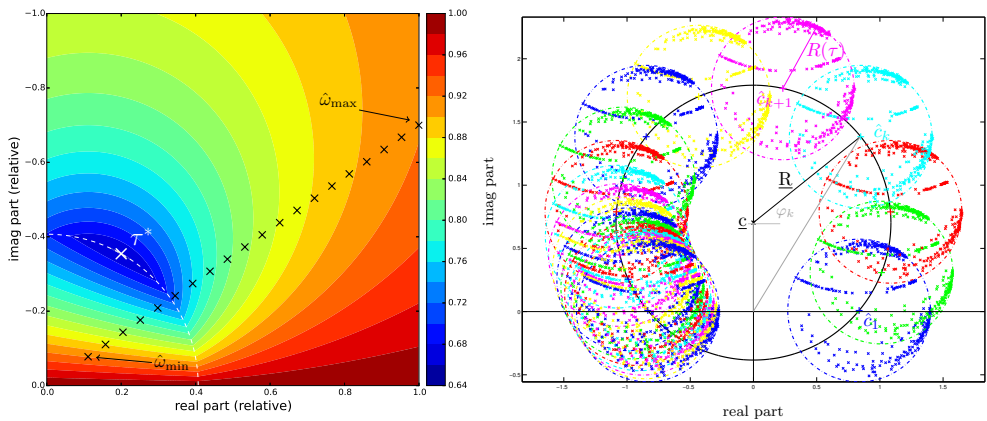 −1.0
−0.8
−0.6
−0.4
−0.2
0.0
imag part (relative)
0.0 0.2 0.4 0.6 0.8 1.0
real part (relative)
ω̂max
τ*
ω̂min
1.00
0.96
0.92
0.88
0.84
0.80
0.76
0.72
0.68
0.64
imag part
2
1.5
1
0.5
0
−0.5
−1.5 −1 −0.5 0 0.5 1 1.5
real part
R(τ)
ĉk+1
ĉk
R
c
φk
ĉ1